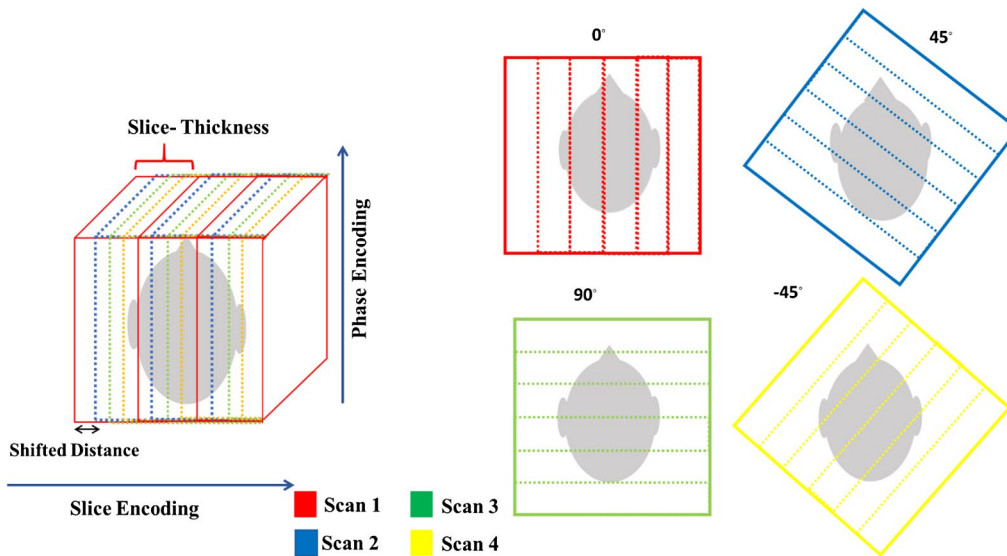 Slice- Thickness
Phase Encoding
Shifted Distance
Slice Encoding
0°
45°
90°
-45°
Scan 1
Scan 3
Scan 2
Scan 4